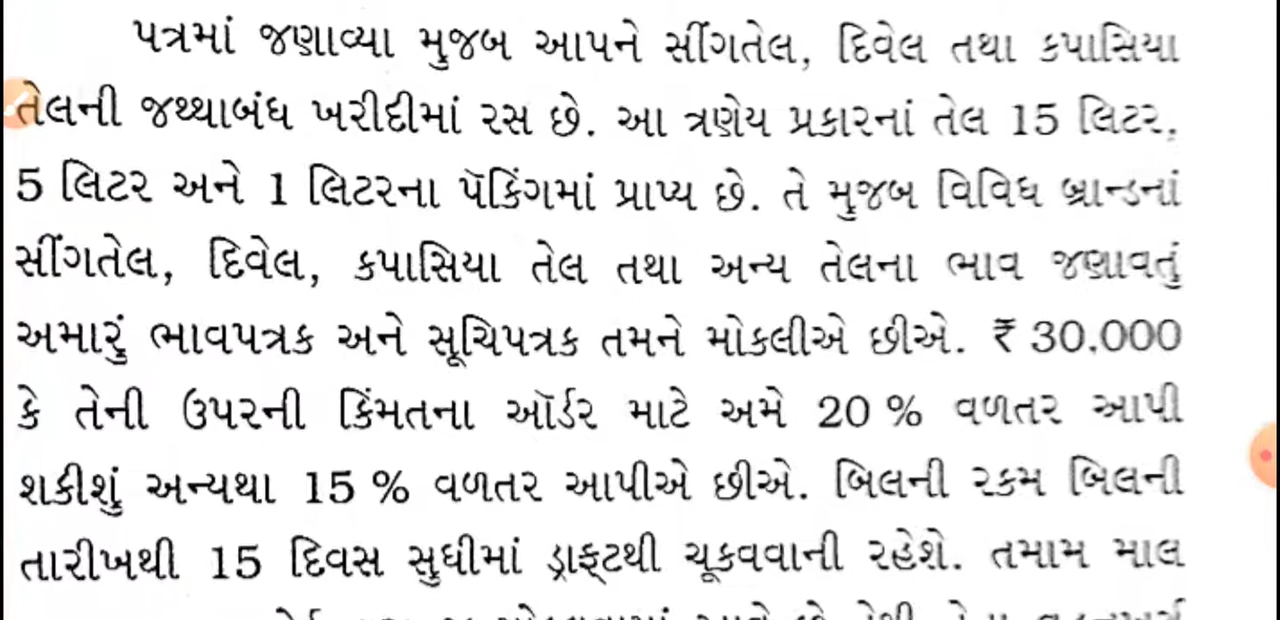 પત્રમાં જણાવ્યા મુજબ આપને સીંગતેલ, દિવેલ તથા કપાસિયા
તેલની જથ્થાબંધ ખરીદીમાં રસ છે. આ ત્રણેય પ્રકારનાં તેલ 15 લિટર,
5 લિટર અને 1 લિટરના પૅકિંગમાં પ્રાપ્ય છે. તે મુજબ વિવિધ બ્રાન્ડનાં
સીંગતેલ, દિવેલ, કપાસિયા તેલ તથા અન્ય તેલના ભાવ જણાવતું
અમારું ભાવપત્રક અને સૂચિપત્રક તમને મોકલીએ છીએ. ₹ 30,000
કે તેની ઉપરની કિંમતના ઑર્ડર માટે અમે 20 % વળતર આપી
શકીશું અન્યથા 15 % વળતર આપીએ છીએ. બિલની રકમ બિલની
તારીખથી 15 દિવસ સુધીમાં ડ્રાફ્ટથી ચૂકવવાની રહેશે. તમામ માલ